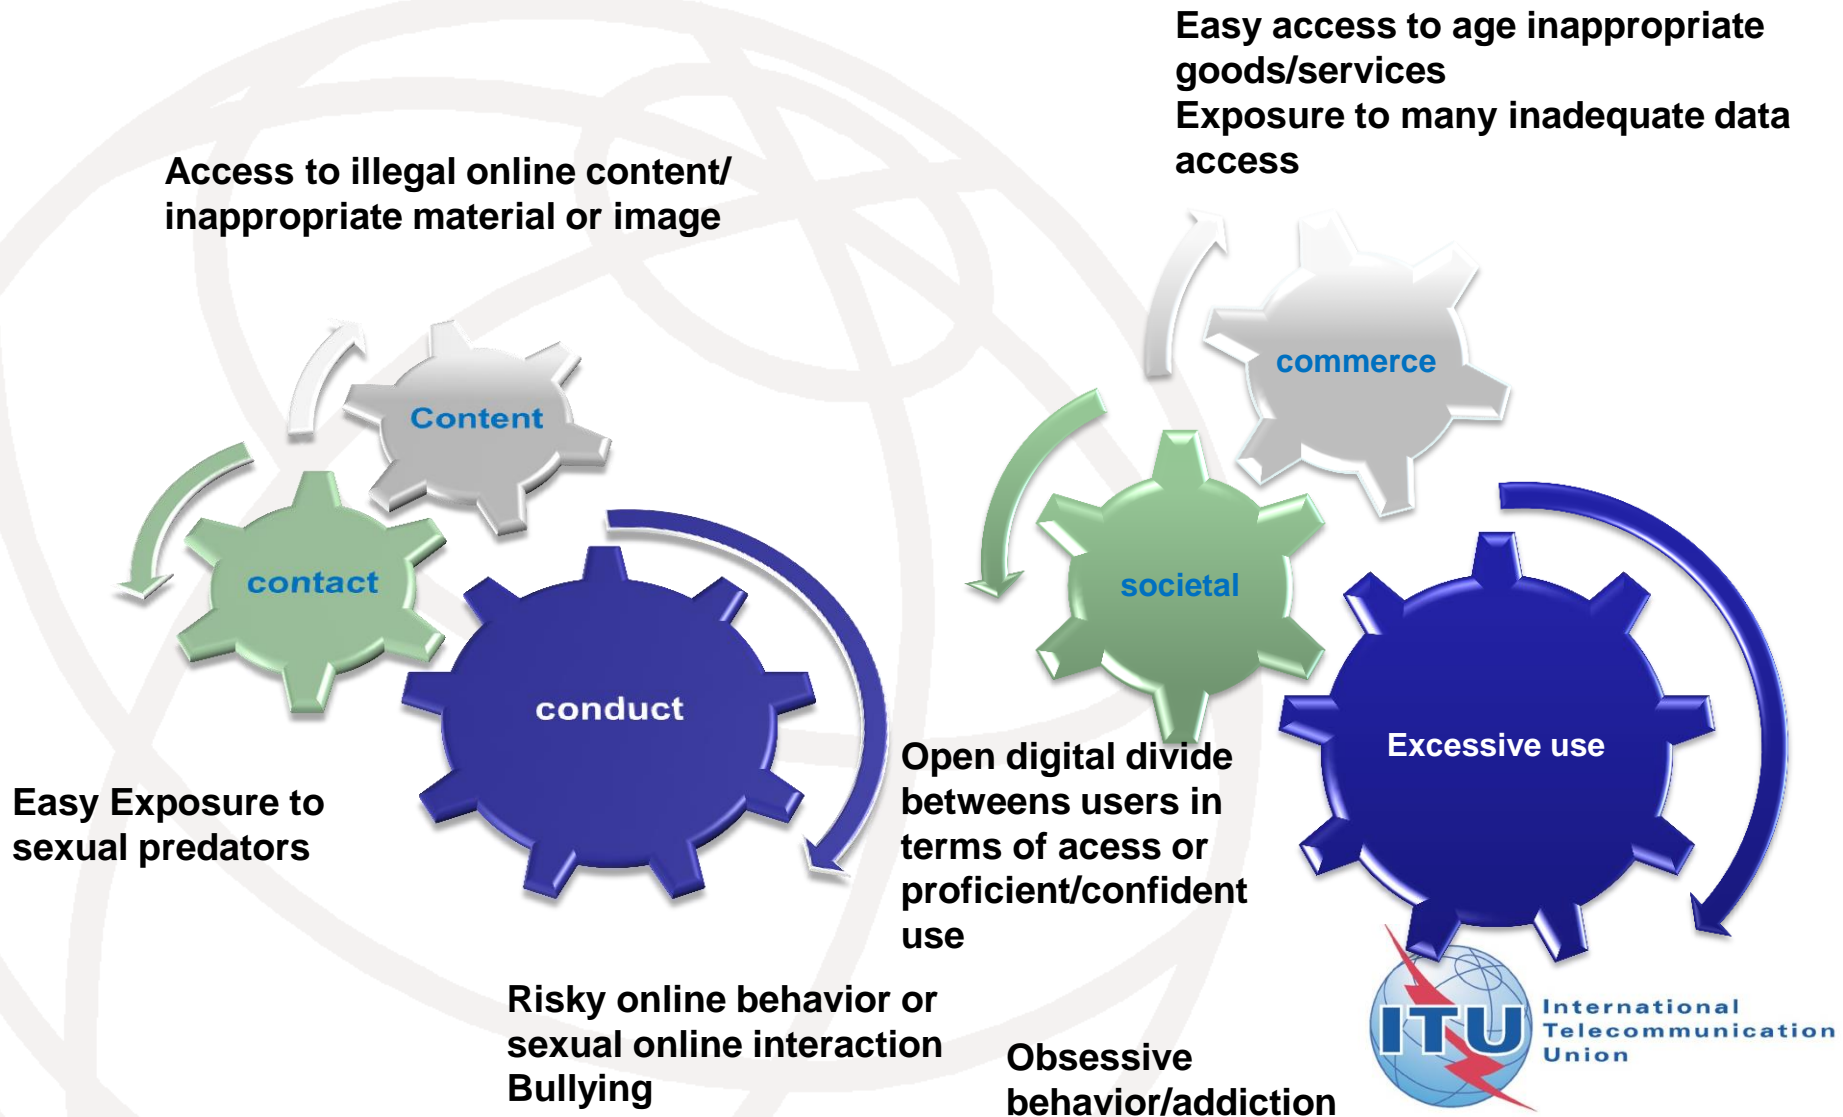 Easy access to age inappropriate
goods/services
Exposure to many inadequate data
access
Access to illegal online content/
inappropriate material or image
commerce
Content
contact
societal
conduct
Excessive use
Easy Exposure to
sexual predators
Open digital divide
betweens users in
terms of acess or
proficient/confident
use
Risky online behavior or
sexual online interaction
Bullying
Obsessive
behavior/addiction
ITU
International
Telecommunication
Union